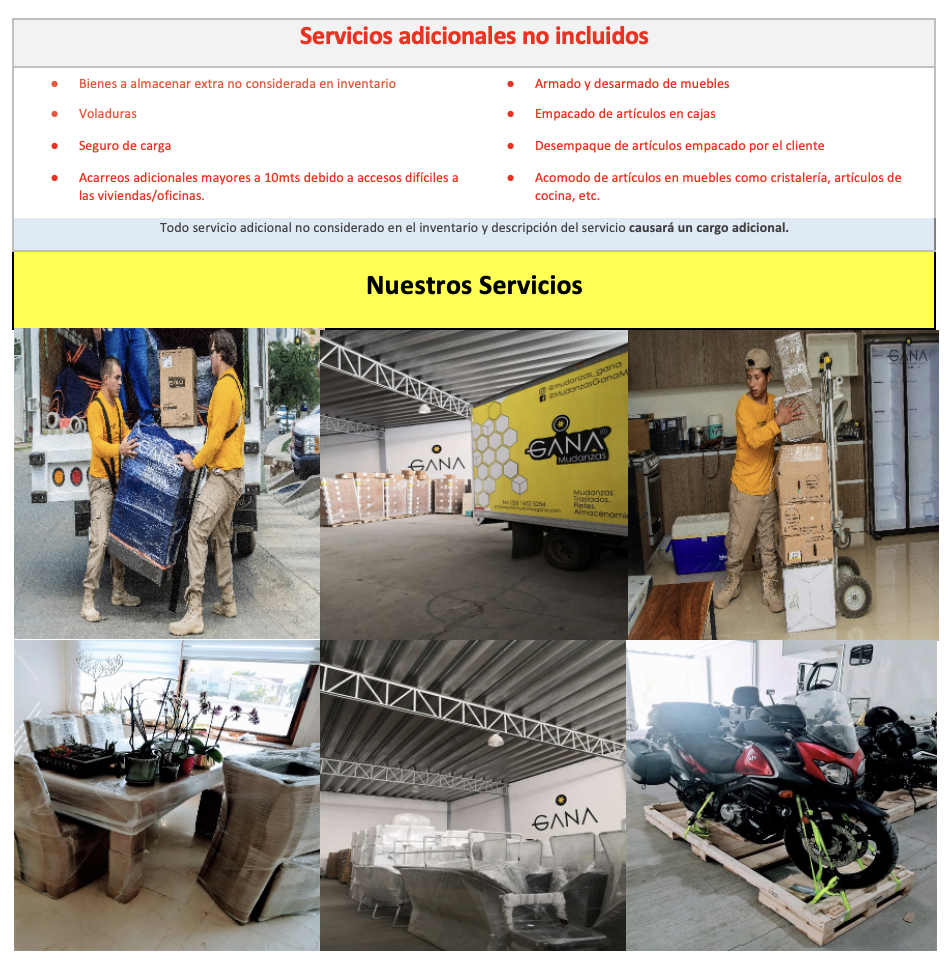 Servicios adicionales no incluidos
Bienes a almacenar extra no considerada en inventario
Voladuras
Seguro de carga
Acarreos adicionales mayores a 10mts debido a accesos difíciles a
las viviendas/oficinas.
Armado y desarmado de muebles
Empacado de artículos en cajas
Desempaque de artículos empacado por el cliente
Acomodo de artículos en muebles como cristalería, artículos de
cocina, etc.
Todo servicio adicional no considerado en el inventario y descripción del servicio causará un cargo adicional.
Nuestros Servicios
GANA
@mudanzas_gana
@MudanzasGanaM
GANA
Mudanzas
Mudanzas,
Traslados,
Fletes,
Almacenami
GANA
GANA
GANA